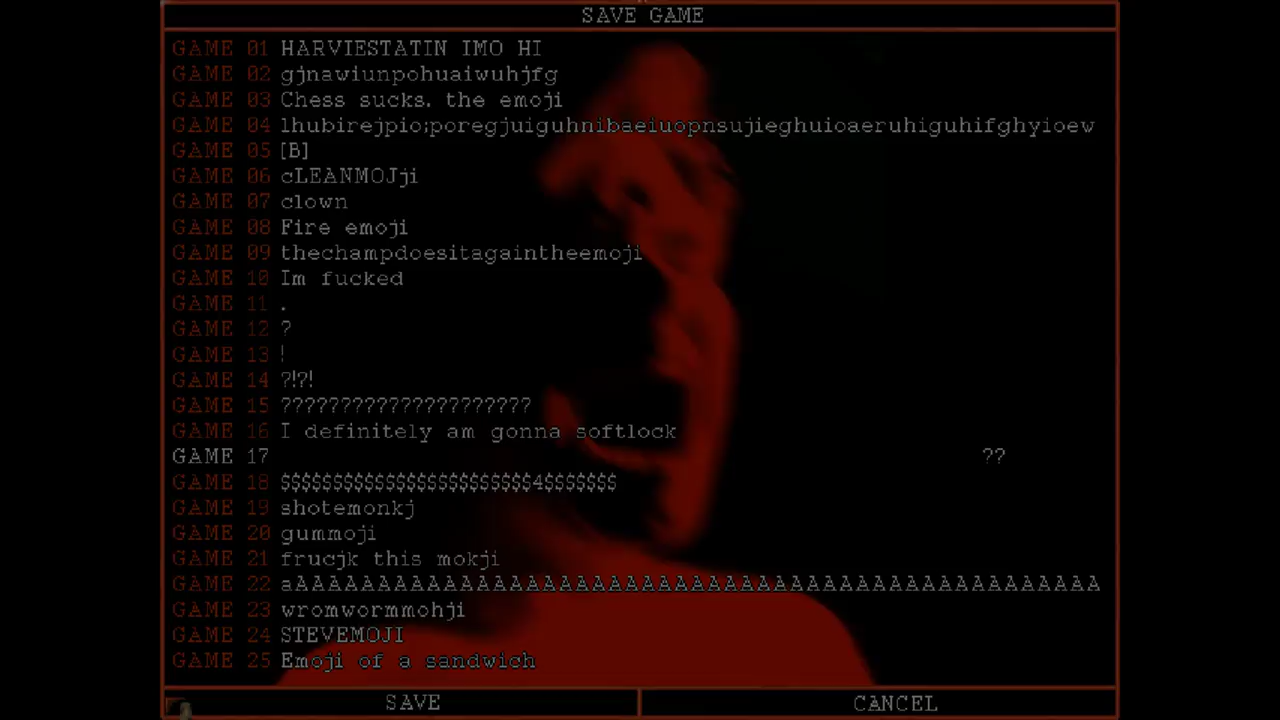 SAVE GAME
GAME 01 HARVIESTATIN IMO HI
GAME 02 gjnawiunpohuaiwuhjfg
GAME 03 Chess sucks. the emoji
GAME 04 lhubirejpio;poregjuiguhnibaeiuopnsujieghuioaeruhiguhifghyioew
GAME 05 [B]
GAME 06 cLEANMOJji
GAME 07 clown
GAME 08 Fire emoji
GAME 09 thechampdoesitagaintheemoji
GAME 10 Im fucked
GAME 11 .
GAME 12 ?
GAME 13 !
GAME 14 ?!?!
GAME 15 ????????????????????
GAME 16 I definitely am gonna softlock
GAME 17 ??
GAME 18 $$$$$$$$$$$$$$$$$$$$$$4$$$$$$$
GAME 19 shotemonkj
GAME 20 gummoji
GAME 21 frucjk this mokji
GAME 22 aAAAAAAAAAAAAAAAAAAAAAAAAAAAAAAAAAAAAAAAAAAAAAAAAAAAAAAAAAAA
GAME 23 wromwormmohji
GAME 24 STEVEMOJI
GAME 25 Emoji of a sandwich
SAVE CANCEL